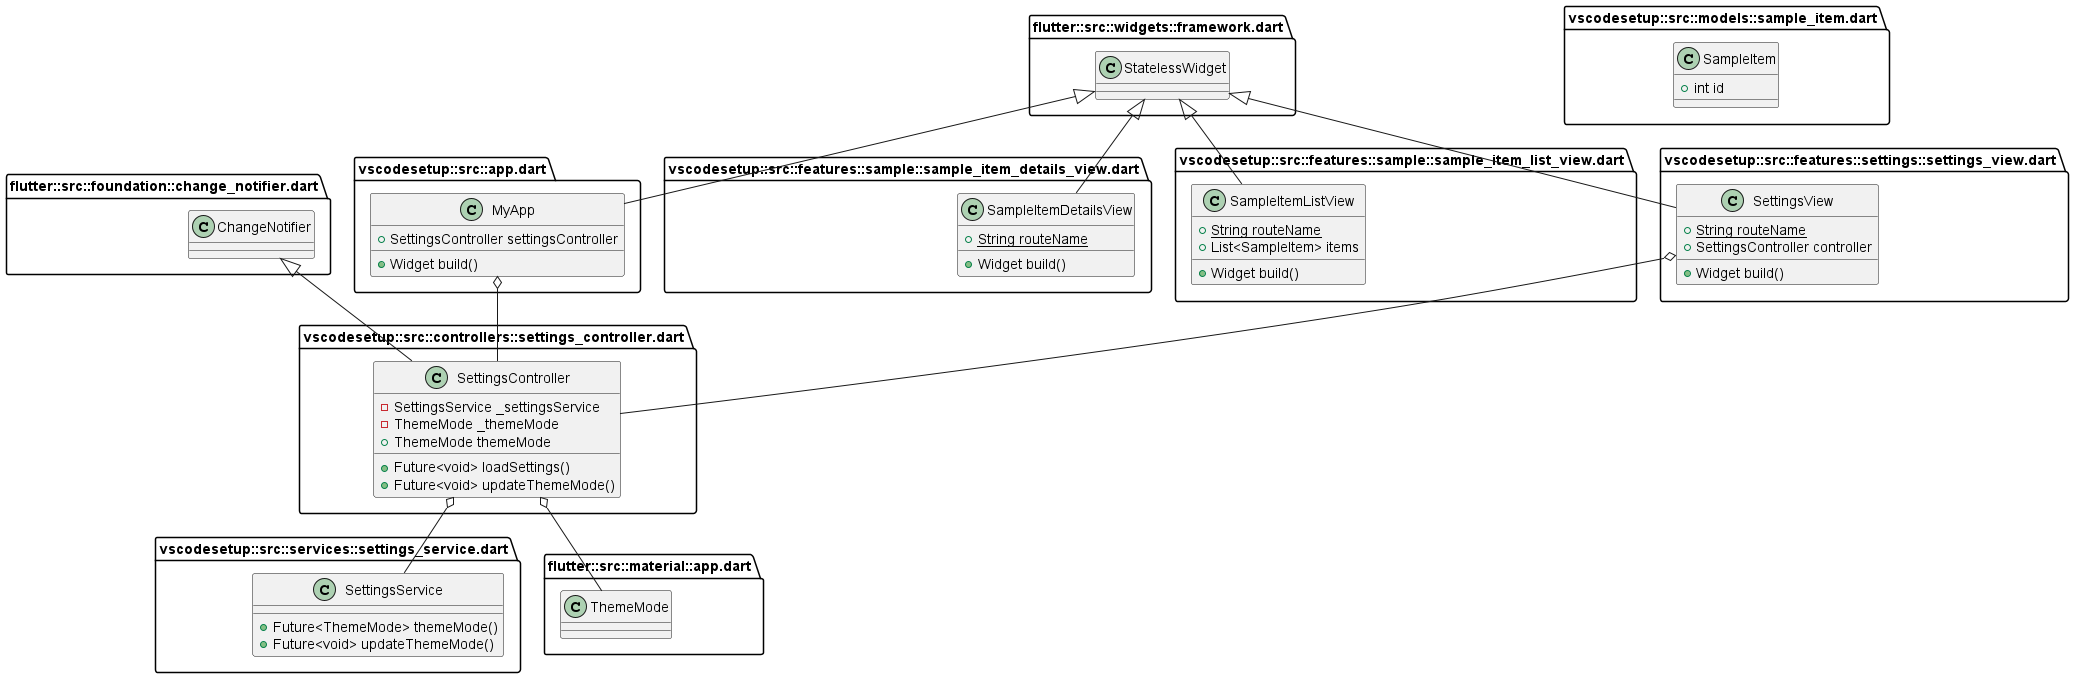 flutter::src::widgets::framework.dart
C StatelessWidget
vscodesetup::src::models::sample_item.dart
C SampleItem
int id
flutter::src::foundation::change_notifier.dart
C ChangeNotifier
vscodesetup::src::app.dart
C MyApp
SettingsController settingsController
Widget build()
vscodesetup::src::features::sample::sample_item_details_view.dart
C SampleItemDetailsView
String routeName
Widget build()
vscodesetup::src::features::sample::sample_item_list_view.dart
C SampleItemListView
String routeName
List<SampleItem> items
Widget build()
vscodesetup::src::features::settings::settings_view.dart
C SettingsView
String routeName
SettingsController controller
Widget build()
vscodesetup::src::controllers::settings_controller.dart
C SettingsController
SettingsService _settingsService
ThemeMode _themeMode
ThemeMode themeMode
Future<void> loadSettings()
Future<void> updateThemeMode()
vscodesetup::src::services::settings_service.dart
C SettingsService
Future<ThemeMode> themeMode()
Future<void> updateThemeMode()
flutter::src::material::app.dart
C ThemeMode